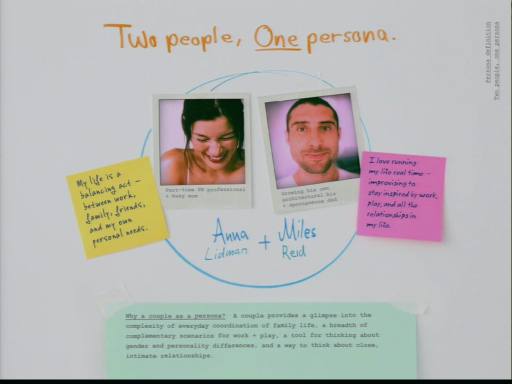 Two people, One persona.
Persona definition
Two people, one persona
Part-time PR professional
+ busy mom
Growing his own
architectural biz
+ spontaneous dad
My life is a
balancing act —
between work,
family, friends,
and my own
personal needs.
I love running
my life real time —
improvising to
stay inspired by work,
play, and all the
relationships in
my life.
Anna + Miles
Lidman Reid
Why a couple as a persona? A couple provides a glimpse into the
complexity of everyday coordination of family life, a breadth of
complementary scenarios for work + play, a tool for thinking about
gender and personality differences, and a way to think about close,
intimate relationships.